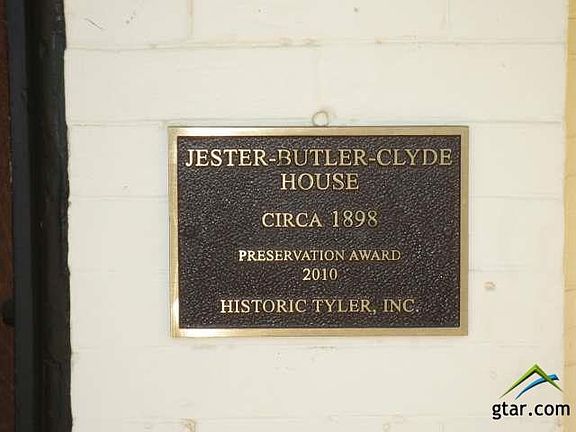 JESTER-BUTLER-CLYDE
HOUSE
CIRCA 1898
PRESERVATION AWARD
2010
HISTORIC TYLER, INC.
gtar.com